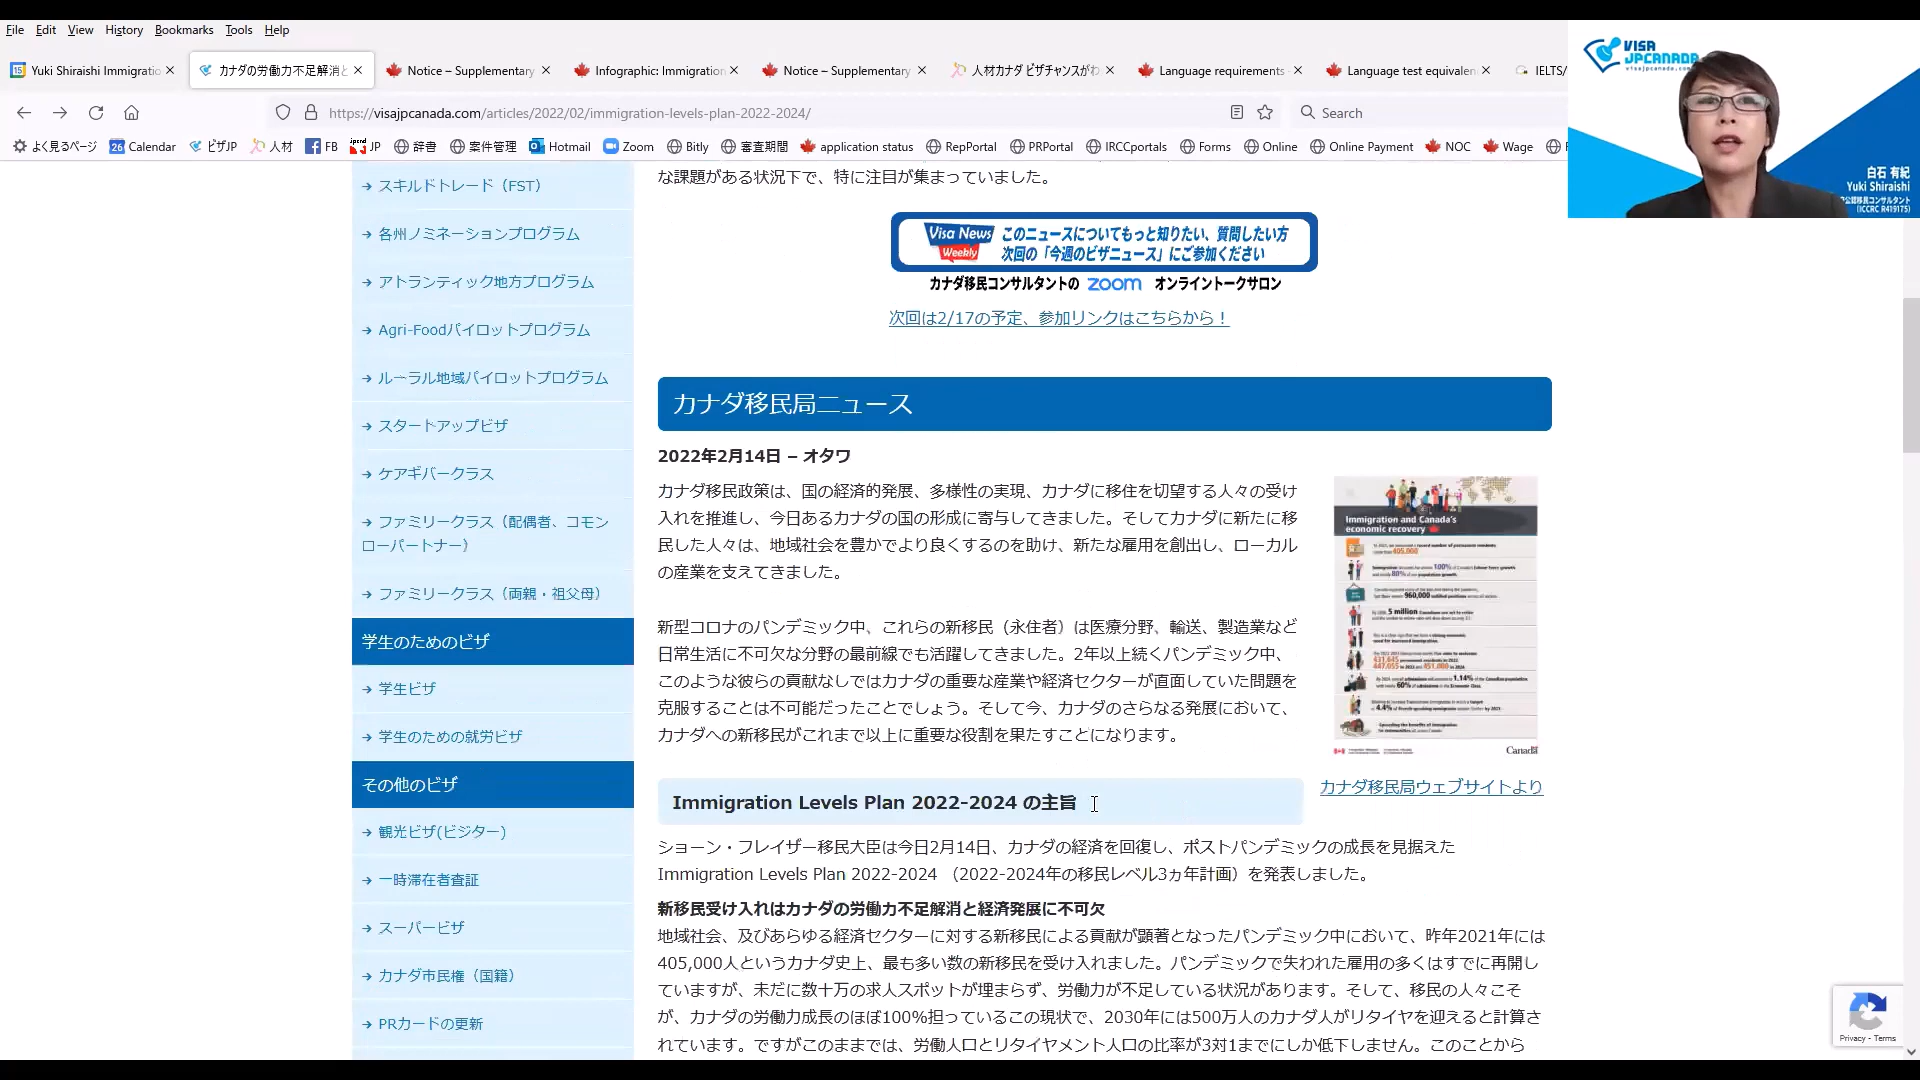 File Edit View History Bookmarks Tools Help
Yuki Shiraishi Immigratio
カナダの労働力不足解消と
Notice – Supplementary
Infographic: Immigration
Notice – Supplementary
人材カナダ ビザチャンスがわ
Language requirements -
Language test equivalen
IELTS/
https://visajpcanada.com/articles/2022/02/immigration-levels-plan-2022-2024/
Search
よく見るページ 26 Calendar ビザJP 人材 FB JP 辞書 案件管理 Hotmail Zoom Bitly 審査期間 application status RepPortal PRPortal IRCCportals Forms Online Online Payment NOC Wage
VISA
JPCANADA
visajpcanada.com
白石 有紀
Yuki Shiraishi
公認移民コンサルタント
(ICCRC R419175)
→ スキルドトレード（FST）
→ 各州ノミネーションプログラム
→ アトランティック地方プログラム
→ Agri-Foodパイロットプログラム
→ ルーラル地域パイロットプログラム
→ スタートアップビザ
→ ケアギバークラス
→ ファミリークラス（配偶者、コモン
ローパートナー）
→ ファミリークラス（両親・祖父母）
学生のためのビザ
→ 学生ビザ
→ 学生のための就労ビザ
その他のビザ
→ 観光ビザ(ビジター)
→ 一時滞在者査証
→ スーパービザ
→ カナダ市民権（国籍）
→ PRカードの更新
な課題がある状況下で、特に注目が集まっていました。
Visa News
Weekly
このニュースについてもっと知りたい、質問したい方
次回の「今週のビザニュース」にご参加ください
カナダ移民コンサルタントの zoom オンライントークサロン
次回は2/17の予定、参加リンクはこちらから！
カナダ移民局ニュース
2022年2月14日 – オタワ
カナダ移民政策は、国の経済的発展、多様性の実現、カナダに移住を切望する人々の受け
入れを推進し、今日あるカナダの国の形成に寄与してきました。そしてカナダに新たに移
民した人々は、地域社会を豊かでより良くするのを助け、新たな雇用を創出し、ローカル
の産業を支えてきました。
新型コロナのパンデミック中、これらの新移民（永住者）は医療分野、輸送、製造業など
日常生活に不可欠な分野の最前線でも活躍してきました。2年以上続くパンデミック中、
このような彼らの貢献なしではカナダの重要な産業や経済セクターが直面していた問題を
克服することは不可能だったことでしょう。そして今、カナダのさらなる発展において、
カナダへの新移民がこれまで以上に重要な役割を果たすことになります。
Immigration and Canada's
economic recovery
405,000
100%
960,000
5 million
431,645
447,055
451,000
1.14%
60%
4.4%
Canada
カナダ移民局ウェブサイトより
Immigration Levels Plan 2022-2024 の主旨
ショーン・フレイザー移民大臣は今日2月14日、カナダの経済を回復し、ポストパンデミックの成長を見据えた
Immigration Levels Plan 2022-2024 （2022-2024年の移民レベル3ヵ年計画）を発表しました。
新移民受け入れはカナダの労働力不足解消と経済発展に不可欠
地域社会、及びあらゆる経済セクターに対する新移民による貢献が顕著となったパンデミック中において、昨年2021年には
405,000人というカナダ史上、最も多い数の新移民を受け入れました。パンデミックで失われた雇用の多くはすでに再開し
ていますが、未だに数十万の求人スポットが埋まらず、労働力が不足している状況があります。そして、移民の人々こそ
が、カナダの労働力成長のほぼ100%担っているこの現状で、2030年には500万人のカナダ人がリタイヤを迎えると計算さ
れています。ですがこのままでは、労働人口とリタイヤメント人口の比率が3対1までにしか低下しません。このことから
Privacy - Terms